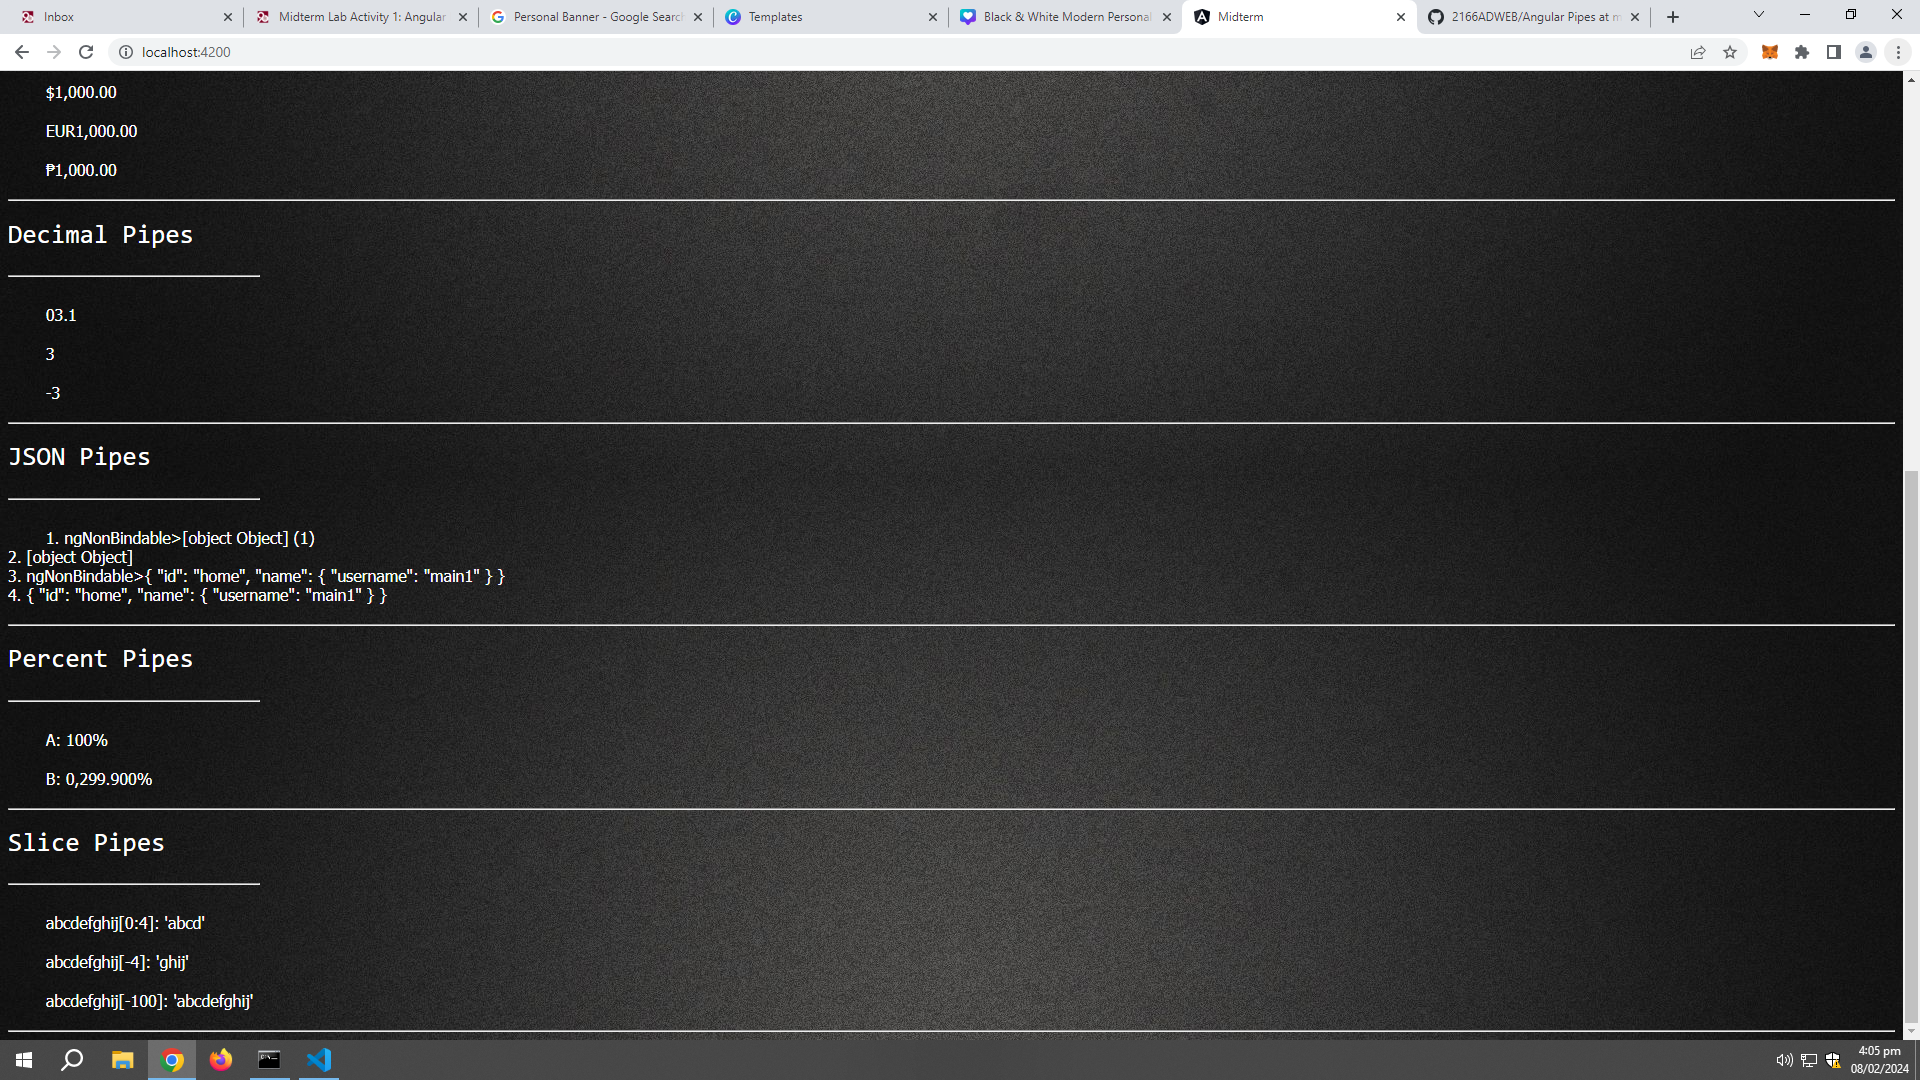 Inbox
Midterm Lab Activity 1: Angular
Personal Banner - Google Search
Templates
Black & White Modern Personal
Midterm
2166ADWEB/Angular Pipes at m
localhost:4200
$1,000.00
EUR1,000.00
₱1,000.00
Decimal Pipes
03.1
3
-3
JSON Pipes
1. ngNonBindable>[object Object] (1)
2. [object Object]
3. ngNonBindable>{ "id": "home", "name": { "username": "main1" } }
4. { "id": "home", "name": { "username": "main1" } }
Percent Pipes
A: 100%
B: 0,299.900%
Slice Pipes
abcdefghij[0:4]: 'abcd'
abcdefghij[-4]: 'ghij'
abcdefghij[-100]: 'abcdefghij'
4:05 pm
08/02/2024